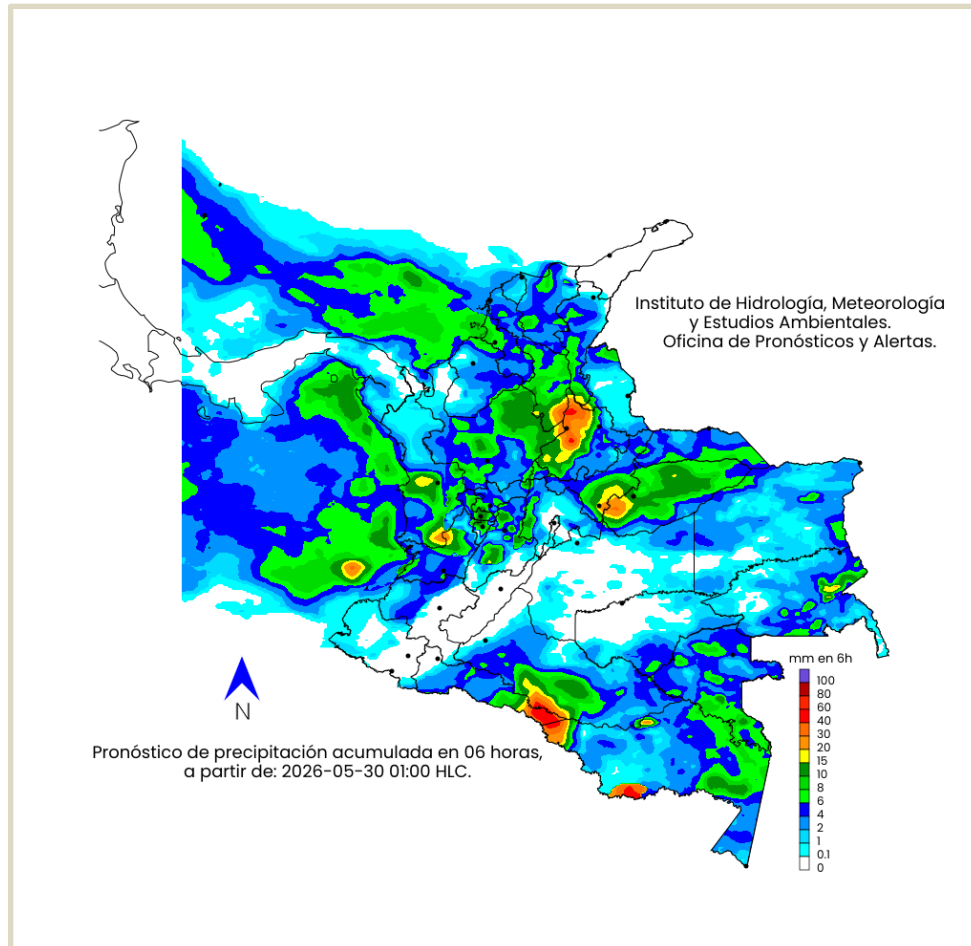 Instituto de Hidrología, Meteorología
y Estudios Ambientales.
Oficina de Pronósticos y Alertas.
mm en 6h
100
80
60
40
30
20
15
10
8
6
4
2
1
0.1
0
N
Pronóstico de precipitación acumulada en 06 horas,
a partir de: 2026-05-30 01:00 HLC.